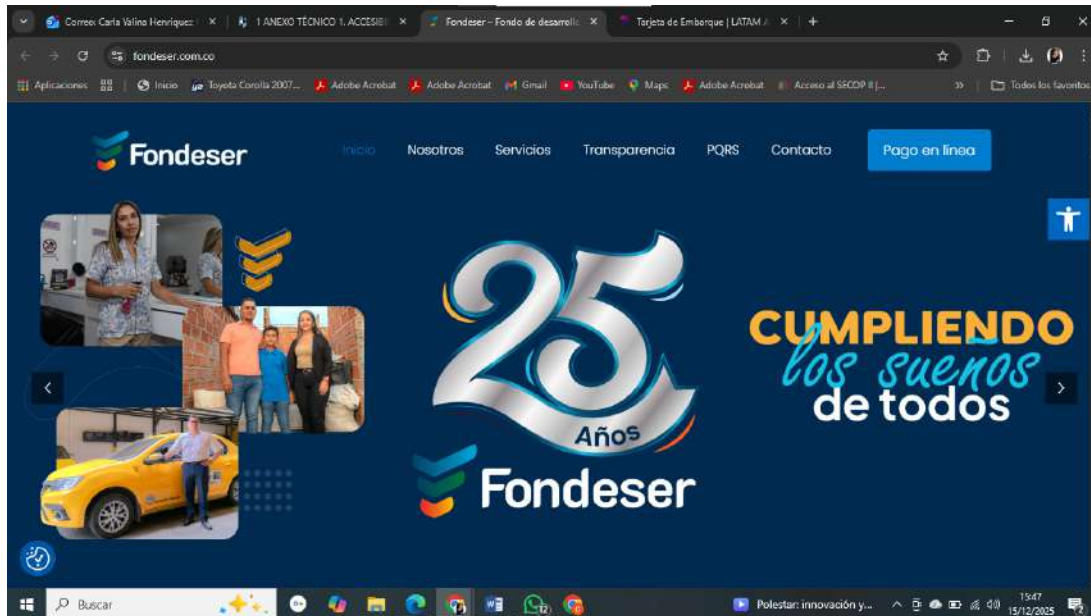 Correo: Carla Valina Henriquez
1 ANEXO TÉCNICO 1. ACCESIBI
Fondeser – Fondo de desarrollo
Tarjeta de Embarque | LATAM A
fondeser.com.co
Aplicaciones
Inicio
Toyota Corolla 2007...
Adobe Acrobat
Adobe Acrobat
Gmail
YouTube
Maps
Adobe Acrobat
Acceso al SECOP II |...
Todos los favoritos
Fondeser
Inicio
Nosotros
Servicios
Transparencia
PQRS
Contacto
Pago en línea
25
Años
Fondeser
CUMPLIENDO
los sueños
de todos
Buscar
Polestar: innovación y...
15:47
15/12/2025